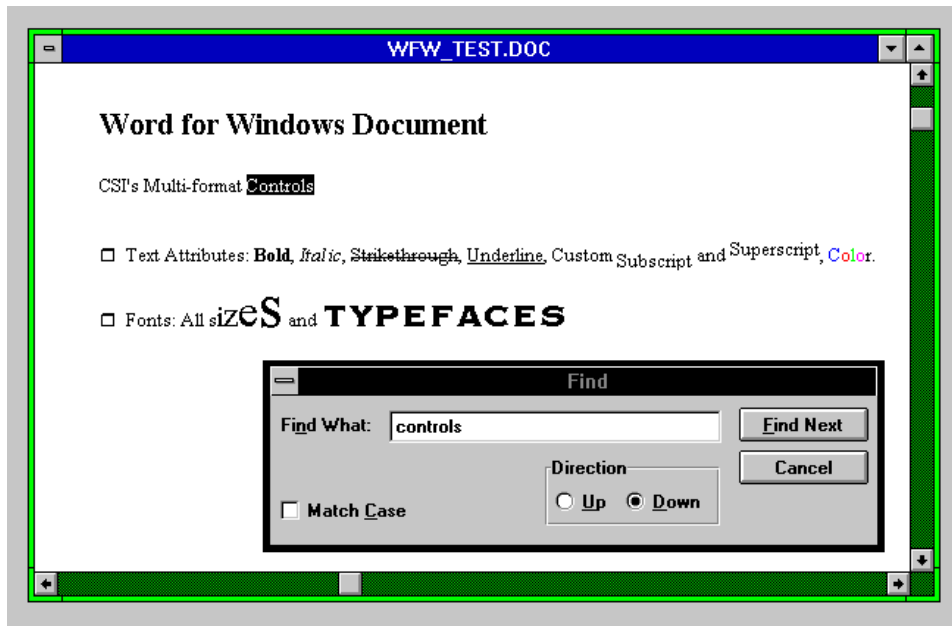 WFW_TEST.DOC
Word for Windows Document
CSI's Multi-format Controls
Text Attributes: Bold, Italic, Strikethrough, Underline, Custom Subscript and Superscript, Color.
Fonts: All sizeS and TYPEFACES
Find
Find What: controls Find Next
Direction Cancel
Match Case Up Down